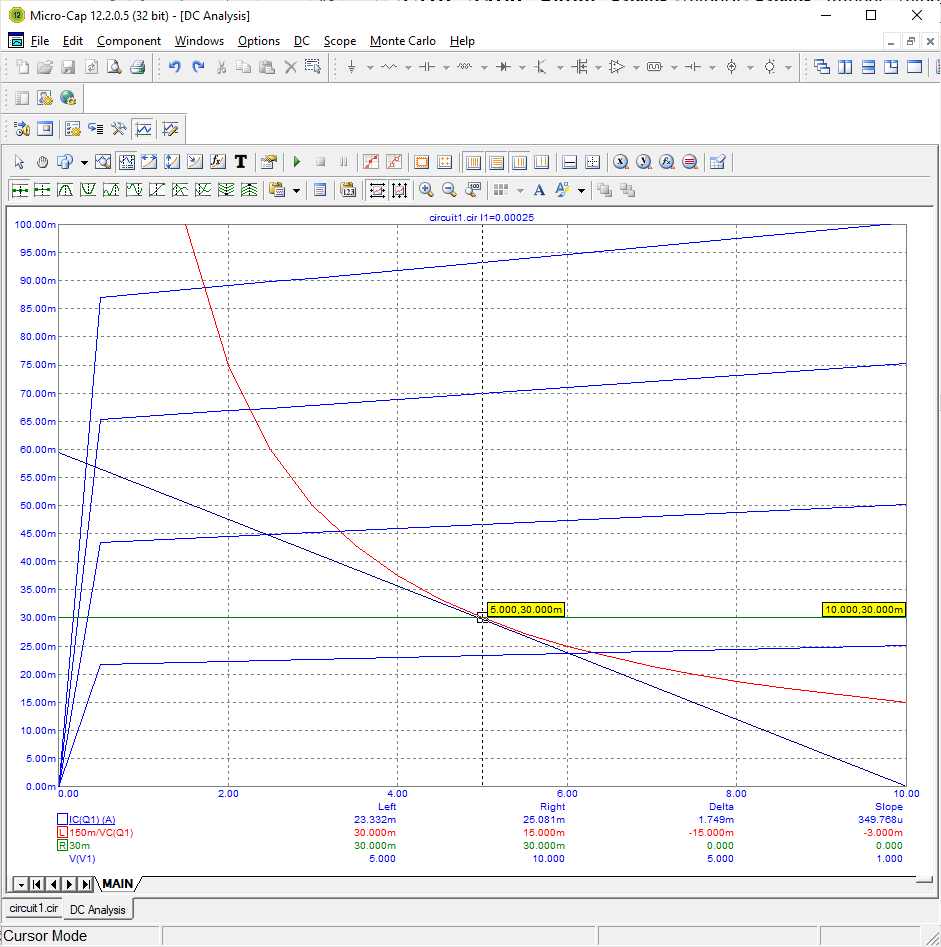 Micro-Cap 12.2.0.5 (32 bit) - [DC Analysis]
File Edit Component Windows Options DC Scope Monte Carlo Help
circuit1.cir I1=0.00025
100.00m
95.00m
90.00m
85.00m
80.00m
75.00m
70.00m
65.00m
60.00m
55.00m
50.00m
45.00m
40.00m
35.00m
30.00m
25.00m
20.00m
15.00m
10.00m
5.00m
0.00m
5.000,30.000m
10.000,30.000m
0.00 2.00 4.00 6.00 8.00 10.00
Left Right Delta Slope
IC(Q1) (A) 23.332m 25.081m 1.749m 349.768u
L 150m/VC(Q1) 30.000m 15.000m -15.000m -3.000m
R 30m 30.000m 30.000m 0.000 0.000
V(V1) 5.000 10.000 5.000 1.000
MAIN
circuit1.cir DC Analysis
Cursor Mode